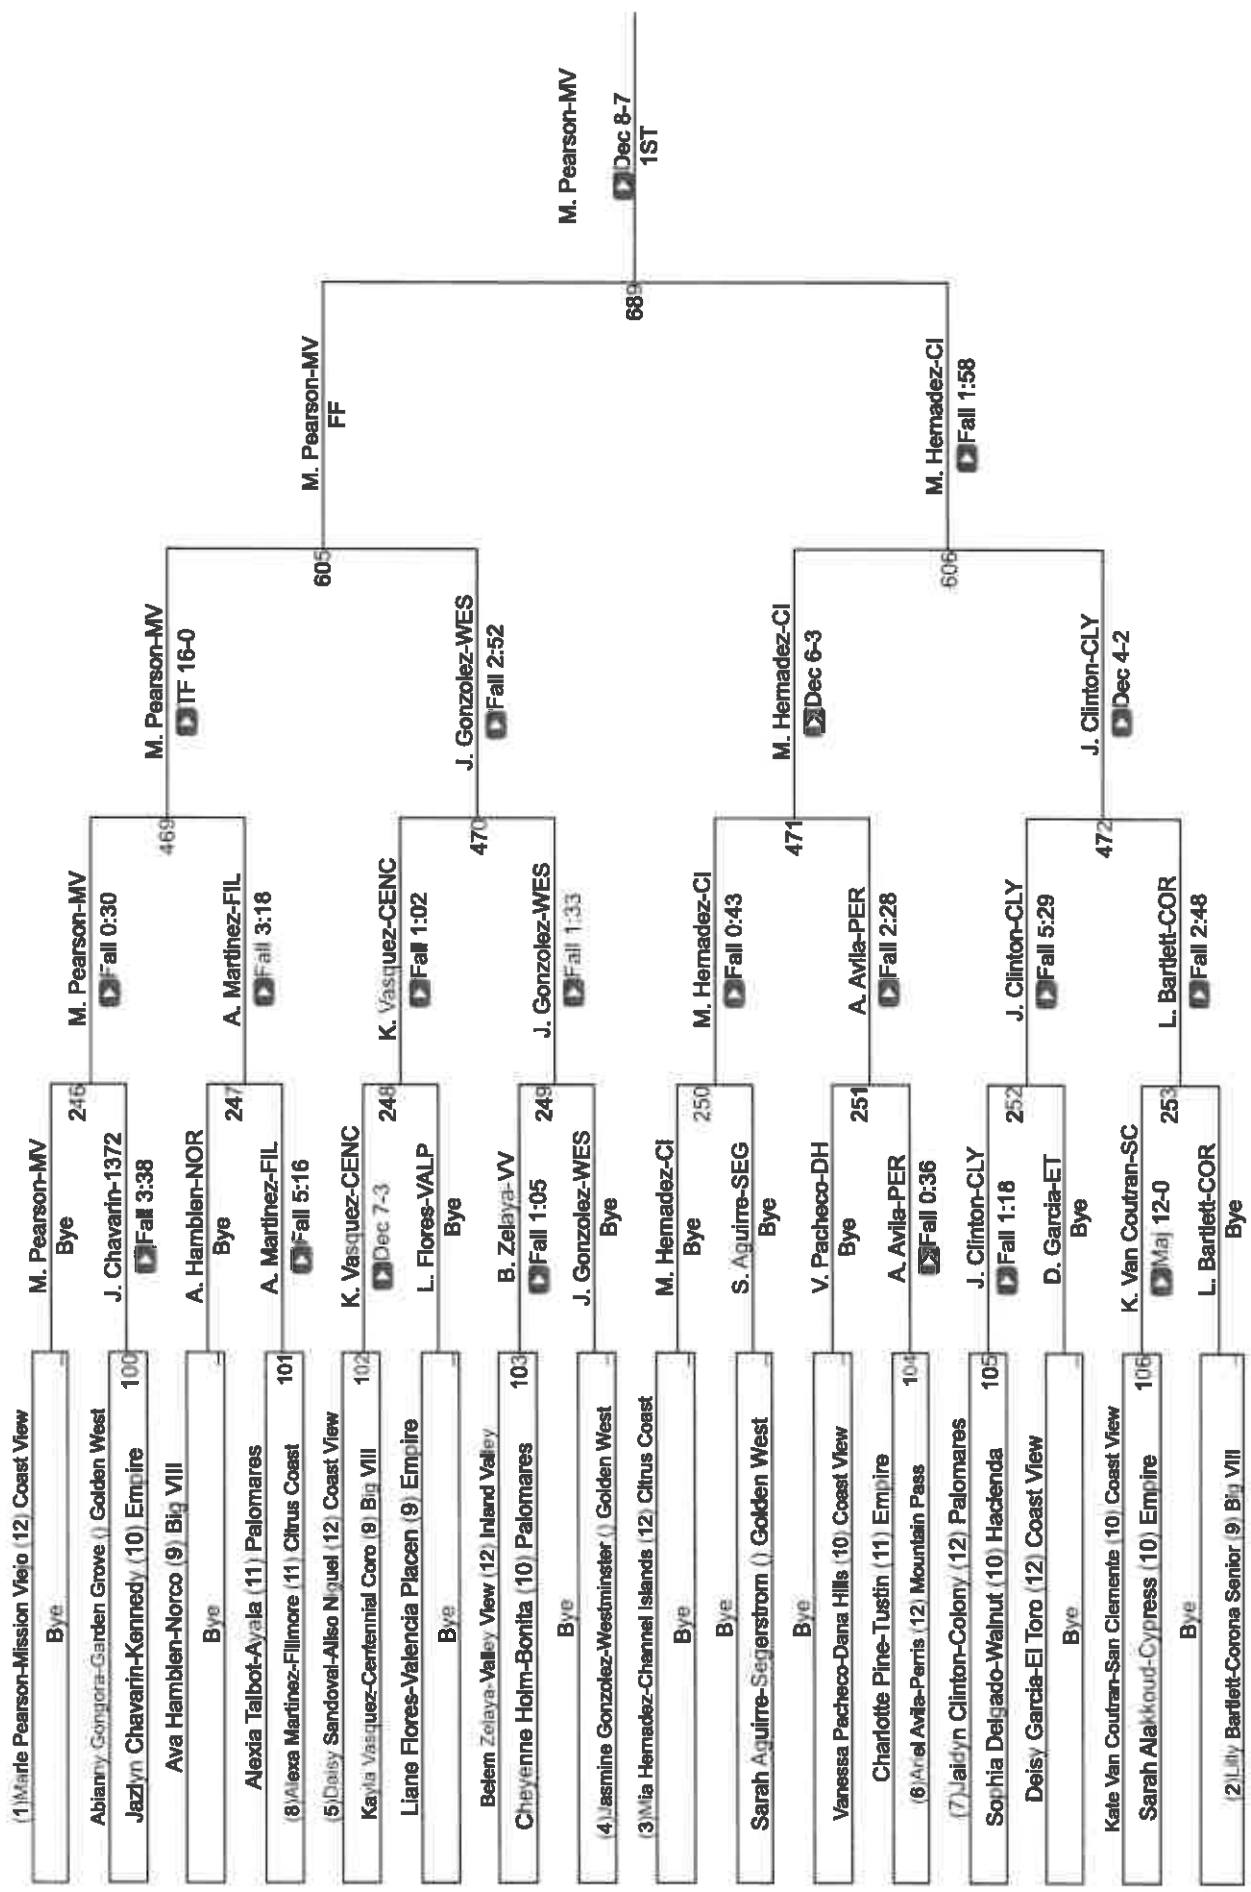 (1)Marie Pearson-Mission Viejo (12) Coast View
Bye
Abianny Gongora-Garden Grove () Golden West
100
Jazlyn Chavarin-Kennedy (10) Empire
Ava Hamblen-Norco (9) Big VIII
Bye
Alexia Talbot-Ayala (11) Palomares
101
(8)Alexa Martinez-Fillmore (11) Citrus Coast
(5)Daisy Sandoval-Aliso Niguel (12) Coast View
102
Kayla Vasquez-Centennial Coro (9) Big VIII
Liane Flores-Valencia Placen (9) Empire
Bye
Belem Zelaya-Valley View (12) Inland Valley
103
Cheyenne Holm-Bonita (10) Palomares
Bye
(4)Jasmine Gonzolez-Westminster () Golden West
(3)Mia Hernadez-Channel Islands (12) Citrus Coast
Bye
Bye
Sarah Aguirre-Segerstrom () Golden West
Bye
Vanessa Pacheco-Dana Hills (10) Coast View
Charlotte Pine-Tustin (11) Empire
104
(6)Ariel Avila-Perris (12) Mountain Pass
(7)Jaidyn Clinton-Colony (12) Palomares
105
Sophia Delgado-Walnut (10) Hacienda
Deisy Garcia-El Toro (12) Coast View
Bye
Kate Van Coutran-San Clemente (10) Coast View
106
Sarah Alakkoud-Cypress (10) Empire
Bye
(2)Lilly Bartlett-Corona Senior (9) Big VIII
M. Pearson-MV
Bye
246
J. Chavarin-1372
Fall 3:38
A. Hamblen-NOR
Bye
247
A. Martinez-FIL
Fall 5:16
K. Vasquez-CENC
Dec 7-3
248
L. Flores-VALP
Bye
B. Zelaya-VV
Fall 1:05
249
J. Gonzolez-WES
Bye
M. Hernadez-CI
Bye
250
S. Aguirre-SEG
Bye
V. Pacheco-DH
Bye
251
A. Avila-PER
Fall 0:36
J. Clinton-CLY
Fall 1:18
252
D. Garcia-ET
Bye
K. Van Coutran-SC
Maj 12-0
253
L. Bartlett-COR
Bye
M. Pearson-MV
Fall 0:30
469
A. Martinez-FIL
Fall 3:18
K. Vasquez-CENC
Fall 1:02
470
J. Gonzolez-WES
Fall 1:33
M. Hernadez-CI
Fall 0:43
471
A. Avila-PER
Fall 2:28
J. Clinton-CLY
Fall 5:29
472
L. Bartlett-COR
Fall 2:48
M. Pearson-MV
TF 16-0
605
J. Gonzolez-WES
Fall 2:52
M. Hernadez-CI
Dec 6-3
606
J. Clinton-CLY
Dec 4-2
M. Pearson-MV
FF
689
M. Hernadez-CI
Fall 1:58
M. Pearson-MV
Dec 8-7
1ST